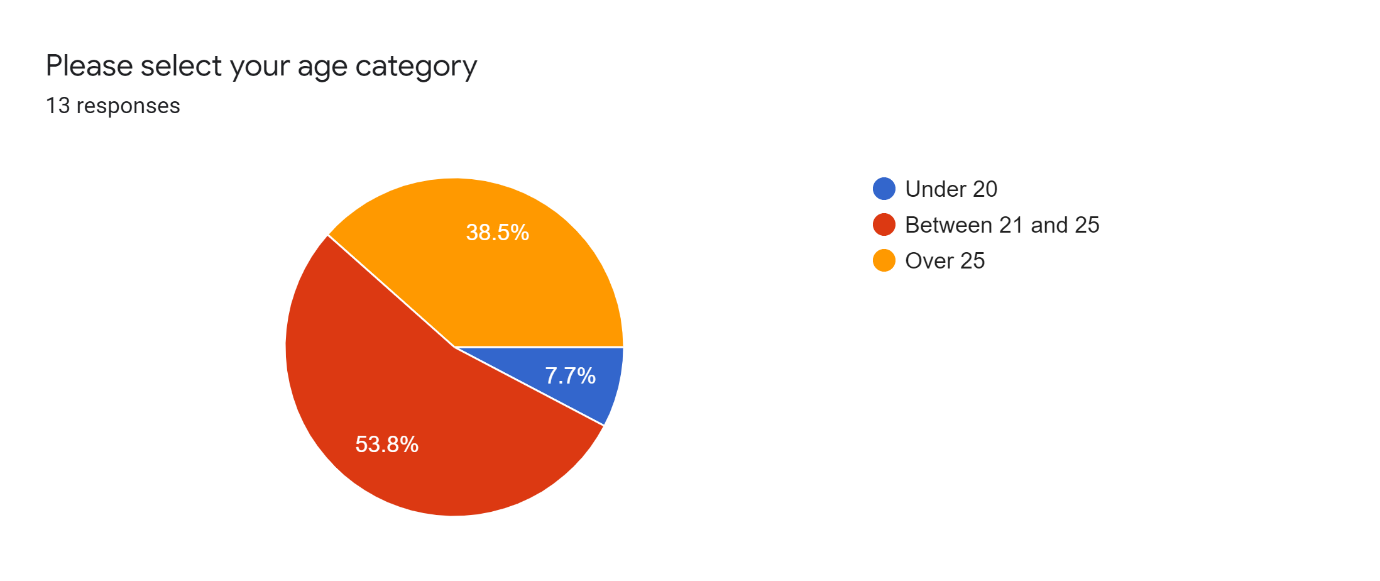 Please select your age category
13 responses
38.5%
7.7%
53.8%
Under 20
Between 21 and 25
Over 25